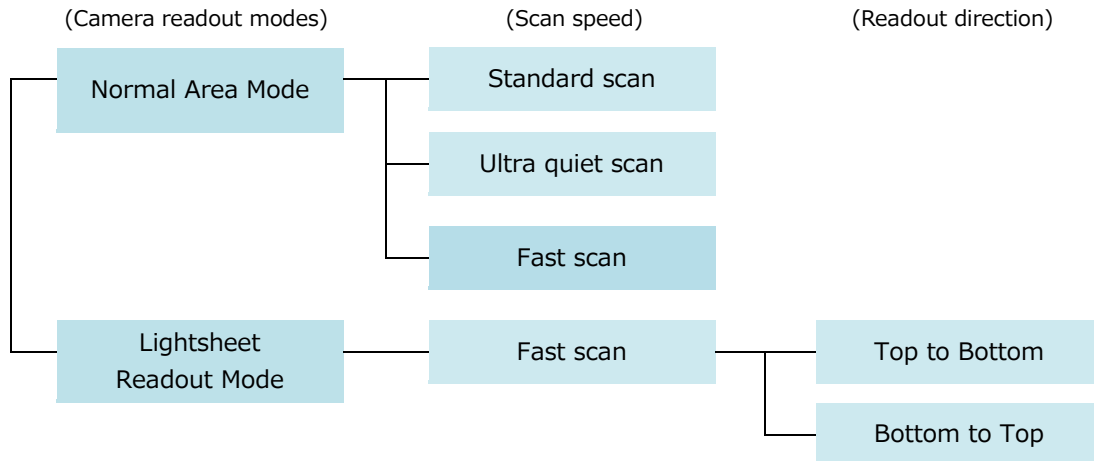 (Camera readout modes)
(Scan speed)
(Readout direction)
Normal Area Mode
Standard scan
Ultra quiet scan
Fast scan
Lightsheet
Readout Mode
Fast scan
Top to Bottom
Bottom to Top